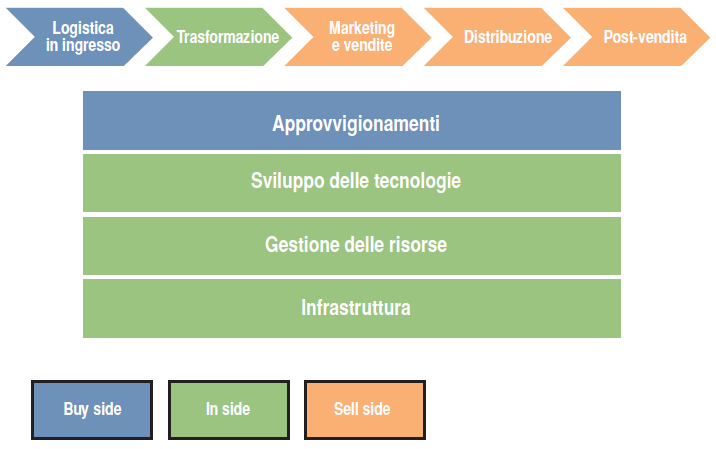 Logistica
in ingresso
Trasformazione
Marketing
e vendite
Distribuzione
Post-vendita
Approvvigionamenti
Sviluppo delle tecnologie
Gestione delle risorse
Infrastruttura
Buy side
In side
Sell side